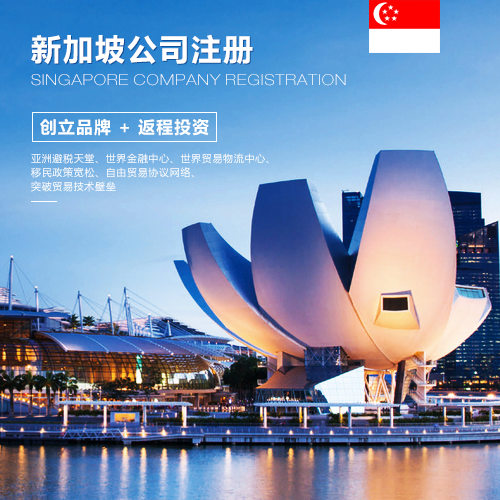 新加坡公司注册
SINGAPORE COMPANY REGISTRATION
创立品牌 + 返程投资
亚洲避税天堂、世界金融中心、世界贸易物流中心、
移民政策宽松、自由贸易协议网络、
突破贸易技术壁垒